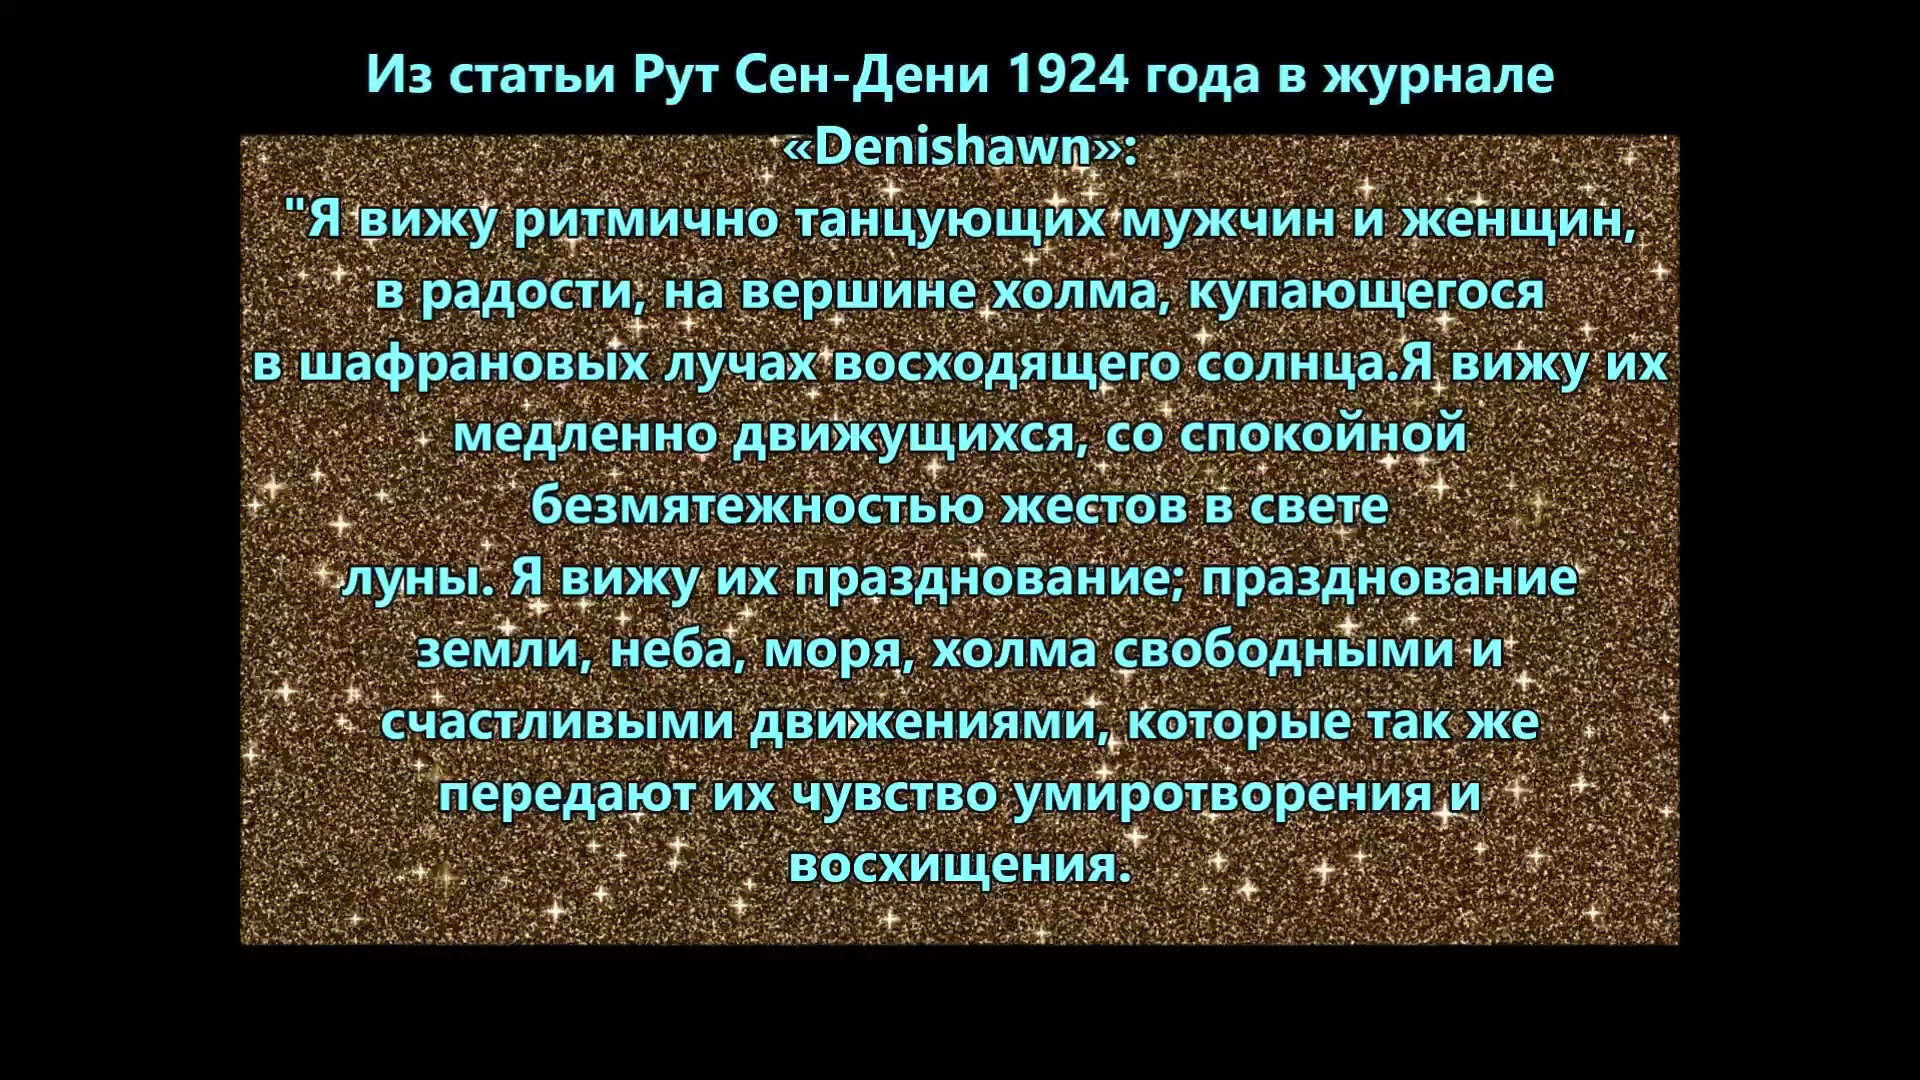 Из статьи Рут Сен-Дени 1924 года в журнале
«Denishawn»:
"Я вижу ритмично танцующих мужчин и женщин,
в радости, на вершине холма, купающегося
в шафрановых лучах восходящего солнца.Я вижу их
медленно движущихся, со спокойной
безмятежностью жестов в свете
луны. Я вижу их празднование; празднование
земли, неба, моря, холма свободными и
счастливыми движениями, которые так же
передают их чувство умиротворения и
восхищения.